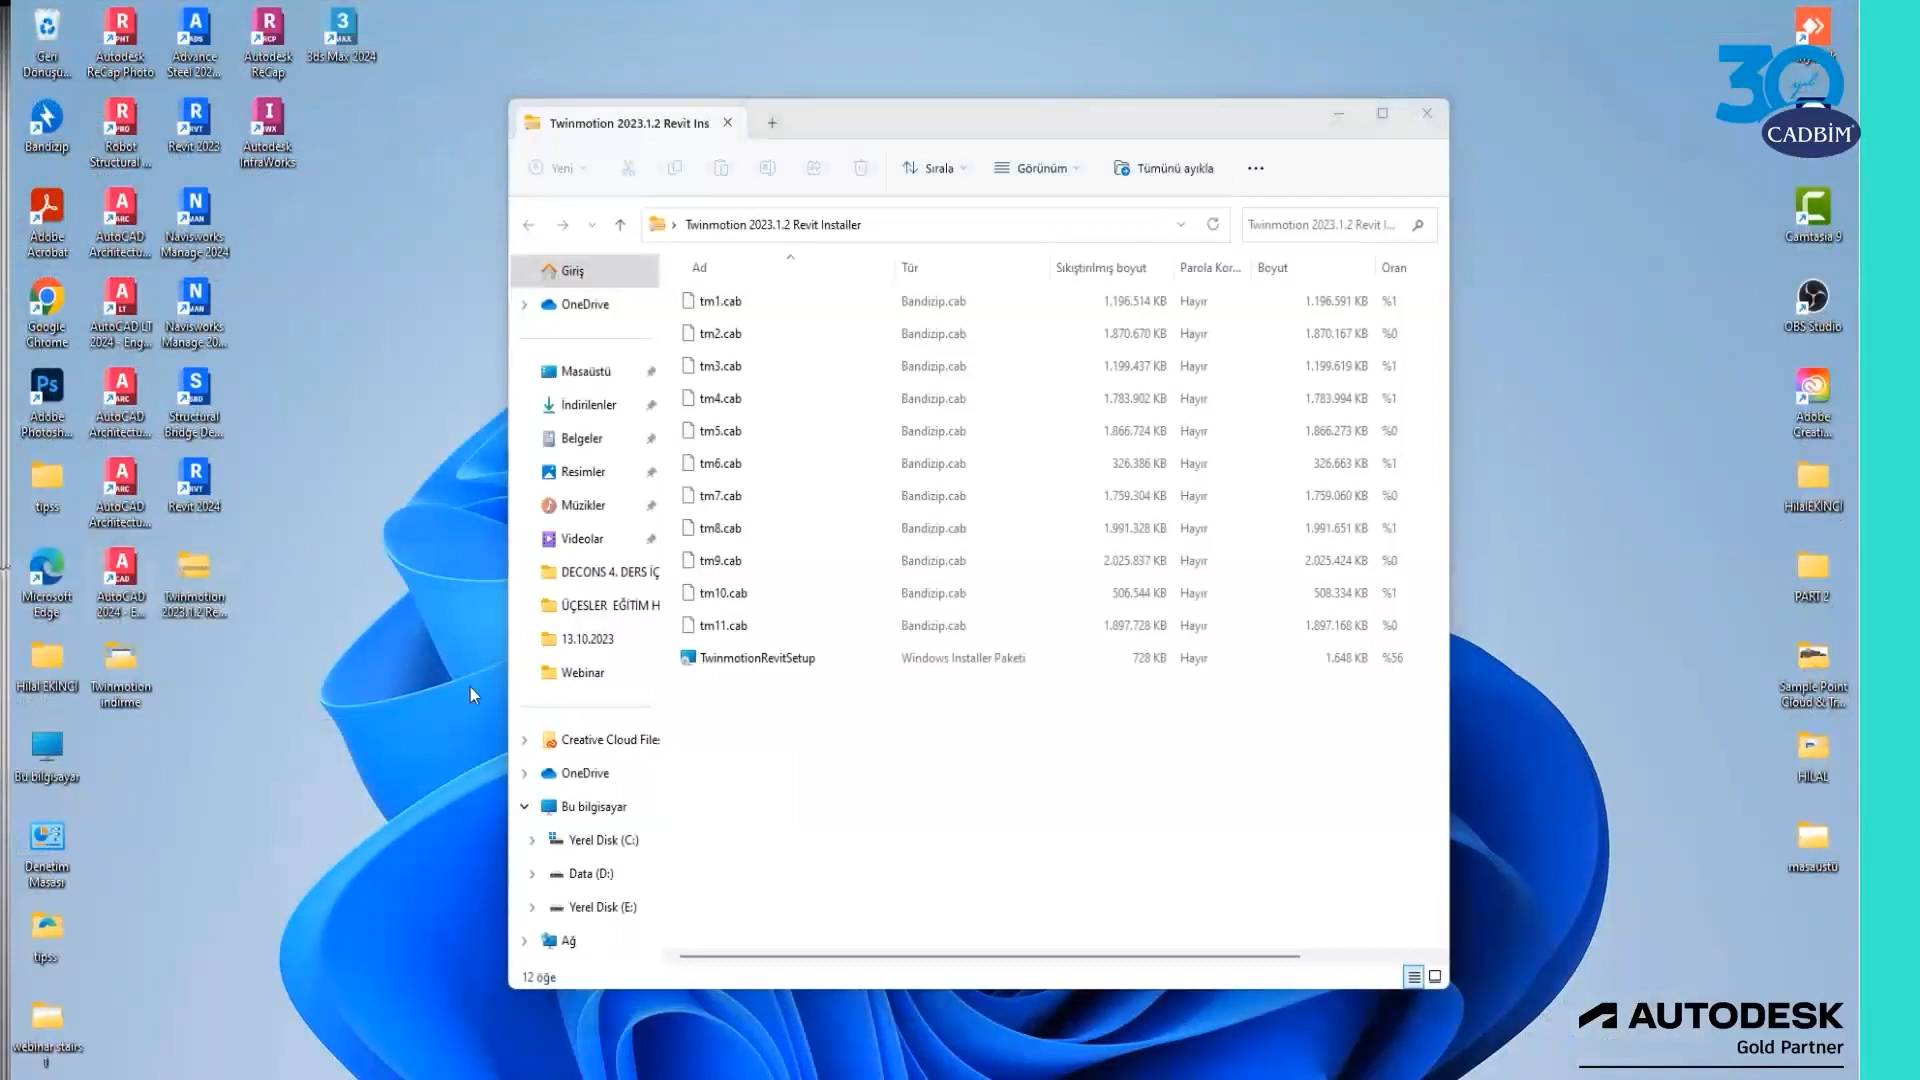 Geri
Dönüşü...
Autodesk
ReCap Photo
Advance
Steel 202...
Autodesk
ReCap
3ds Max 2024
Bandizip
Robot
Structural ...
Revit 2023
Autodesk
InfraWorks
Adobe
Acrobat
AutoCAD
Architectu...
Navisworks
Manage 2024
Google
Chrome
AutoCAD LT
2024 - Eng...
Navisworks
Manage 20...
Adobe
Photosh...
AutoCAD
Architectu...
Structural
Bridge De...
tipss
AutoCAD
Architectu...
Revit 2024
Microsoft
Edge
AutoCAD
2024 - E...
Twinmotion
2023.1.2 Re...
Hilal EKİNCİ
Twinmotion
indirme
Bu bilgisayar
Denetim
Masası
tipss
webinar stairs
1
Twinmotion 2023.1.2 Revit Ins
Yeni
Sırala
Görünüm
Tümünü ayıkla
Twinmotion 2023.1.2 Revit Installer
Twinmotion 2023.1.2 Revit I...
Giriş
OneDrive
Masaüstü
İndirilenler
Belgeler
Resimler
Müzikler
Videolar
DECONS 4. DERS İÇ
ÜÇESLER EĞİTİM H
13.10.2023
Webinar
Creative Cloud Files
OneDrive
Bu bilgisayar
Yerel Disk (C:)
Data (D:)
Yerel Disk (E:)
Ağ
Ad Tür Sıkıştırılmış boyut Parola Kor... Boyut Oran
tm1.cab Bandizip.cab 1.196.514 KB Hayır 1.196.591 KB %1
tm2.cab Bandizip.cab 1.870.670 KB Hayır 1.870.167 KB %0
tm3.cab Bandizip.cab 1.199.437 KB Hayır 1.199.619 KB %1
tm4.cab Bandizip.cab 1.783.902 KB Hayır 1.783.994 KB %1
tm5.cab Bandizip.cab 1.866.724 KB Hayır 1.866.273 KB %0
tm6.cab Bandizip.cab 326.386 KB Hayır 326.663 KB %1
tm7.cab Bandizip.cab 1.759.304 KB Hayır 1.759.060 KB %0
tm8.cab Bandizip.cab 1.991.328 KB Hayır 1.991.651 KB %1
tm9.cab Bandizip.cab 2.025.837 KB Hayır 2.025.424 KB %0
tm10.cab Bandizip.cab 506.544 KB Hayır 508.334 KB %1
tm11.cab Bandizip.cab 1.897.728 KB Hayır 1.897.168 KB %0
TwinmotionRevitSetup Windows Installer Paketi 728 KB Hayır 1.648 KB %56
12 öğe
30
yıl
CADBİM
Camtasia 9
OBS Studio
Adobe
Creati...
HilalEKİNCİ
PART 2
Sample Point
Cloud & Tr...
HİLAL
masaüstü
AUTODESK
Gold Partner